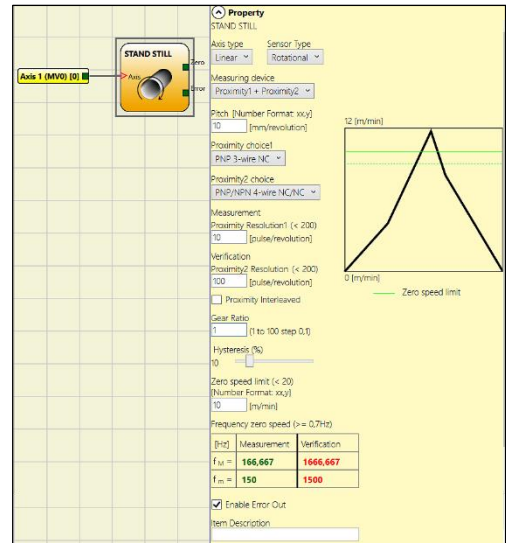 Property
STAND STILL
Axis type Sensor Type
Linear Rotational
Measuring device
Proximity1 + Proximity2
Pitch [Number Format: xx,y]
10 [mm/revolution]
Proximity choice1
PNP 3-wire NC
Proximity2 choice
PNP/NPN 4-wire NC/NC
Measurement
Proximity Resolution1 (< 200)
10 [pulse/revolution]
Verification
Proximity2 Resolution (< 200)
100 [pulse/revolution]
Proximity Interleaved
Gear Ratio
1 (1 to 100 step 0,1)
Hysteresis (%)
10
Zero speed limit (< 20)
[Number Format: xx,y]
10 [m/min]
Frequency zero speed (>= 0,7Hz)
[Hz] Measurement Verification
f M = 166,667 1666,667
f m = 150 1500
Enable Error Out
Item Description
STAND STILL
Axis 1 (MV0) [0]
Axis
Zero
Error
12 [m/min]
0 [m/min]
Zero speed limit